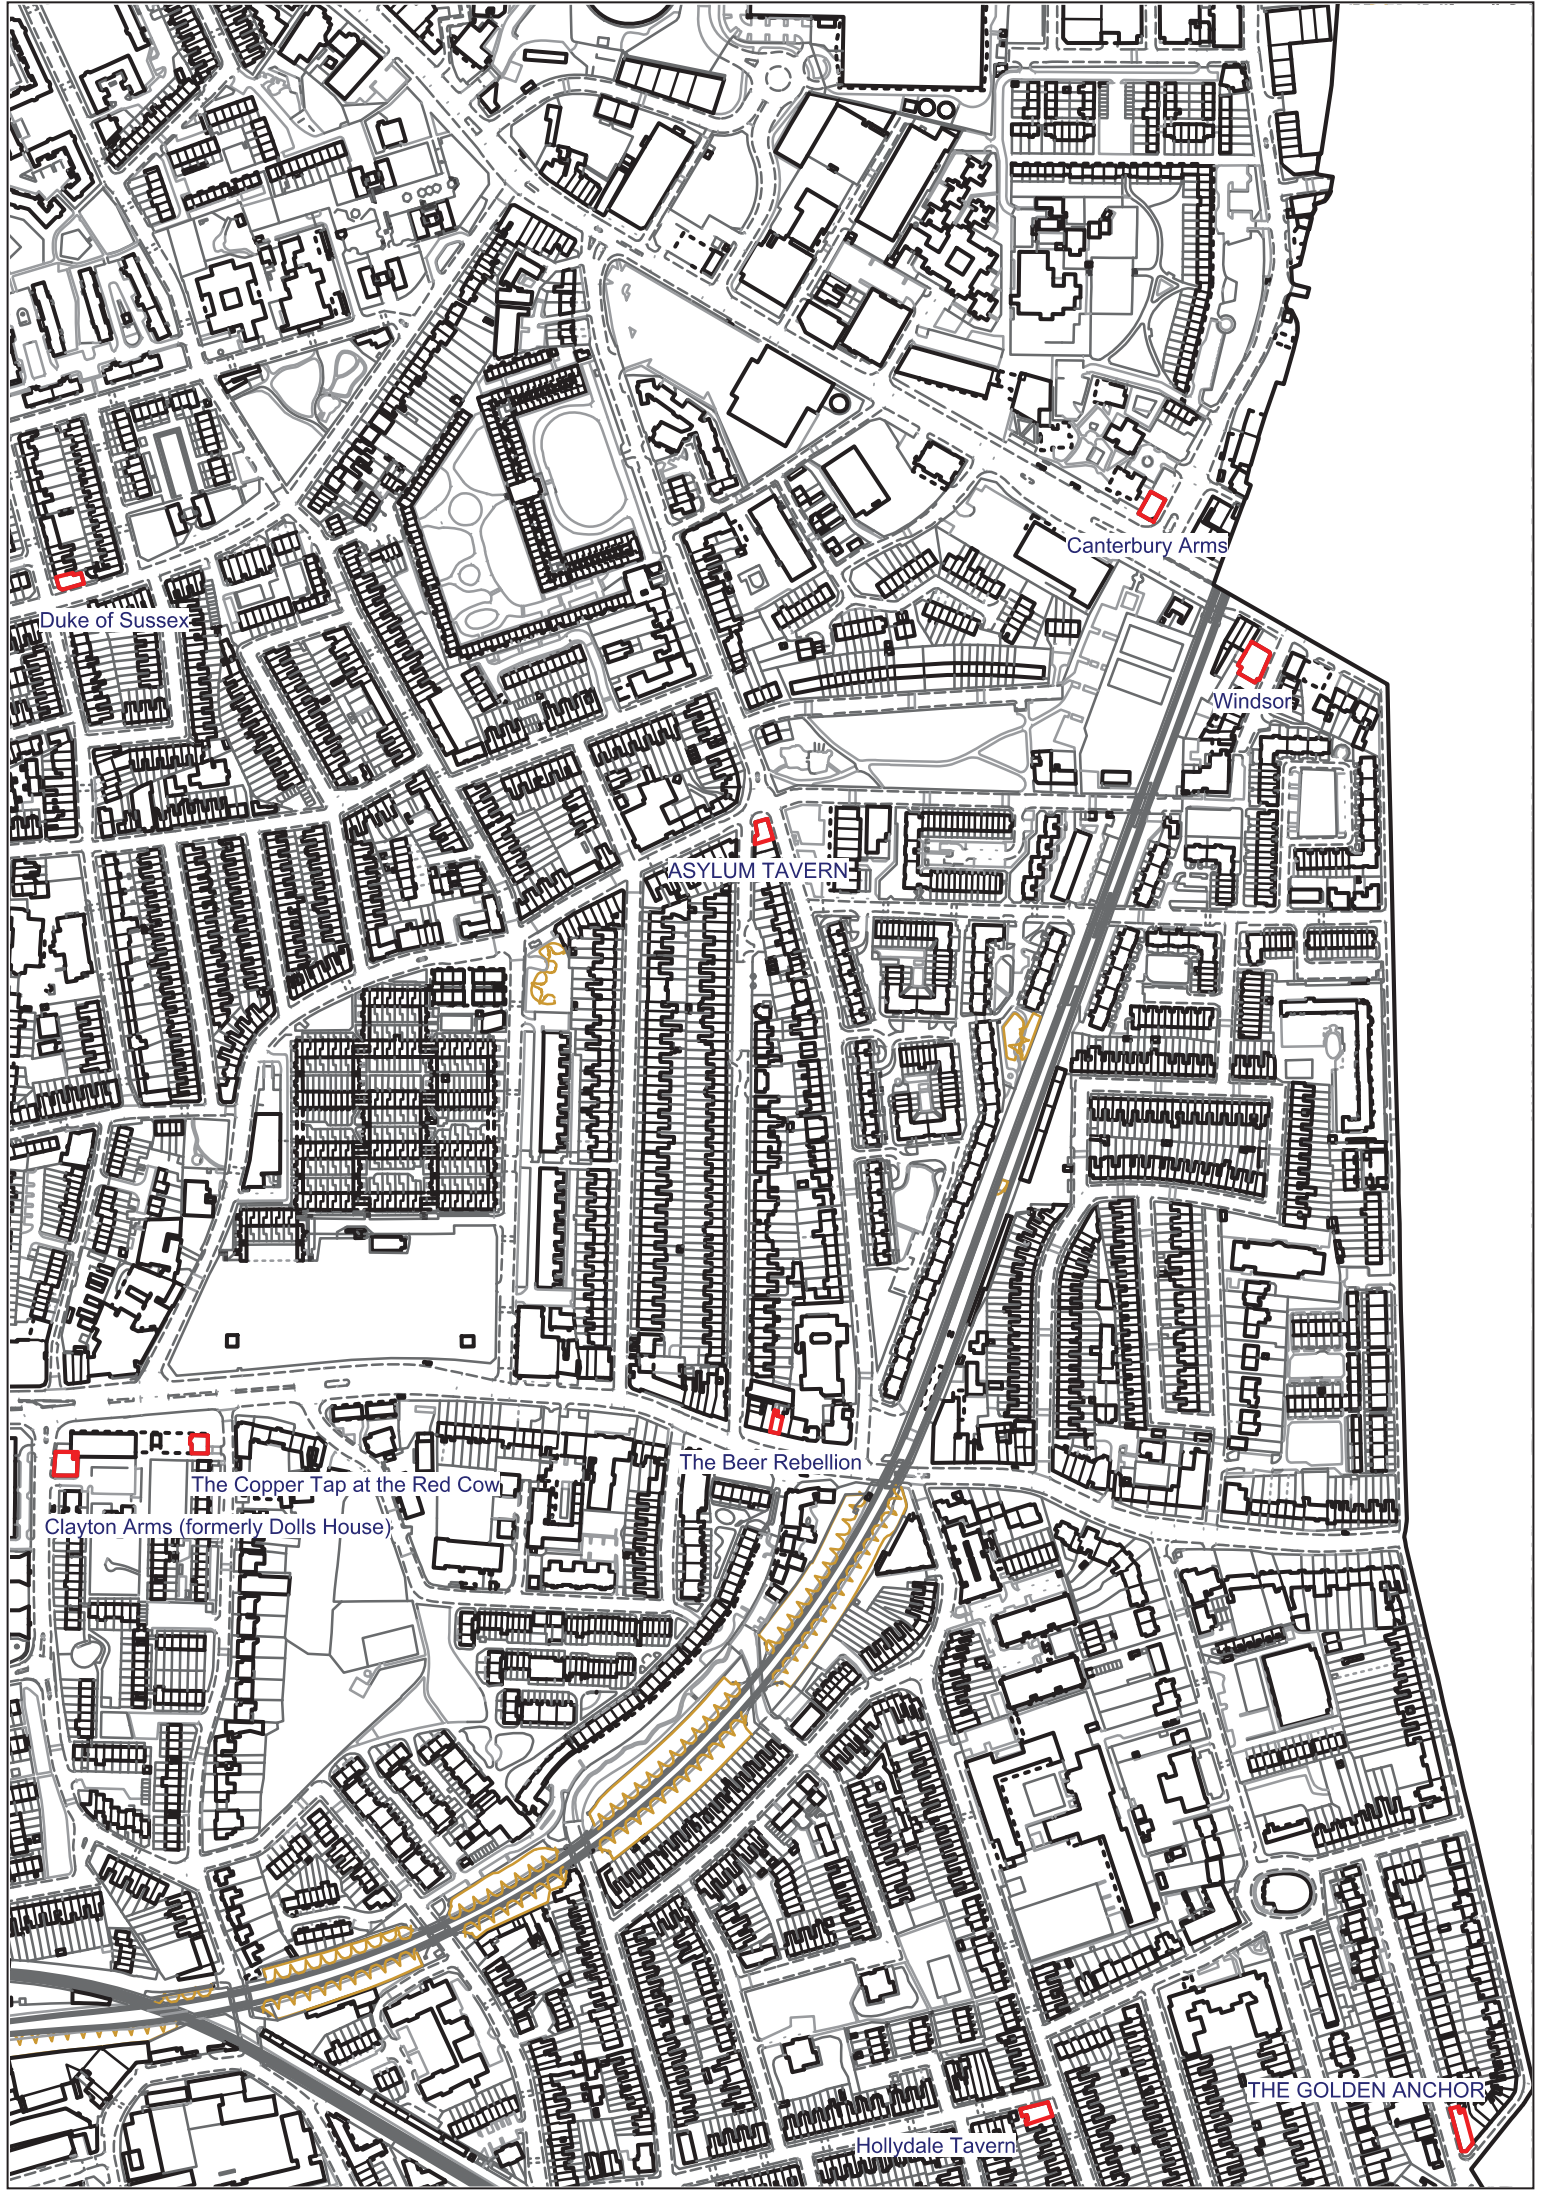 Canterbury Arms
Duke of Sussex
Windsor
ASYLUM TAVERN
The Beer Rebellion
The Copper Tap at the Red Cow
Clayton Arms (formerly Dolls House)
THE GOLDEN ANCHOR
Hollydale Tavern